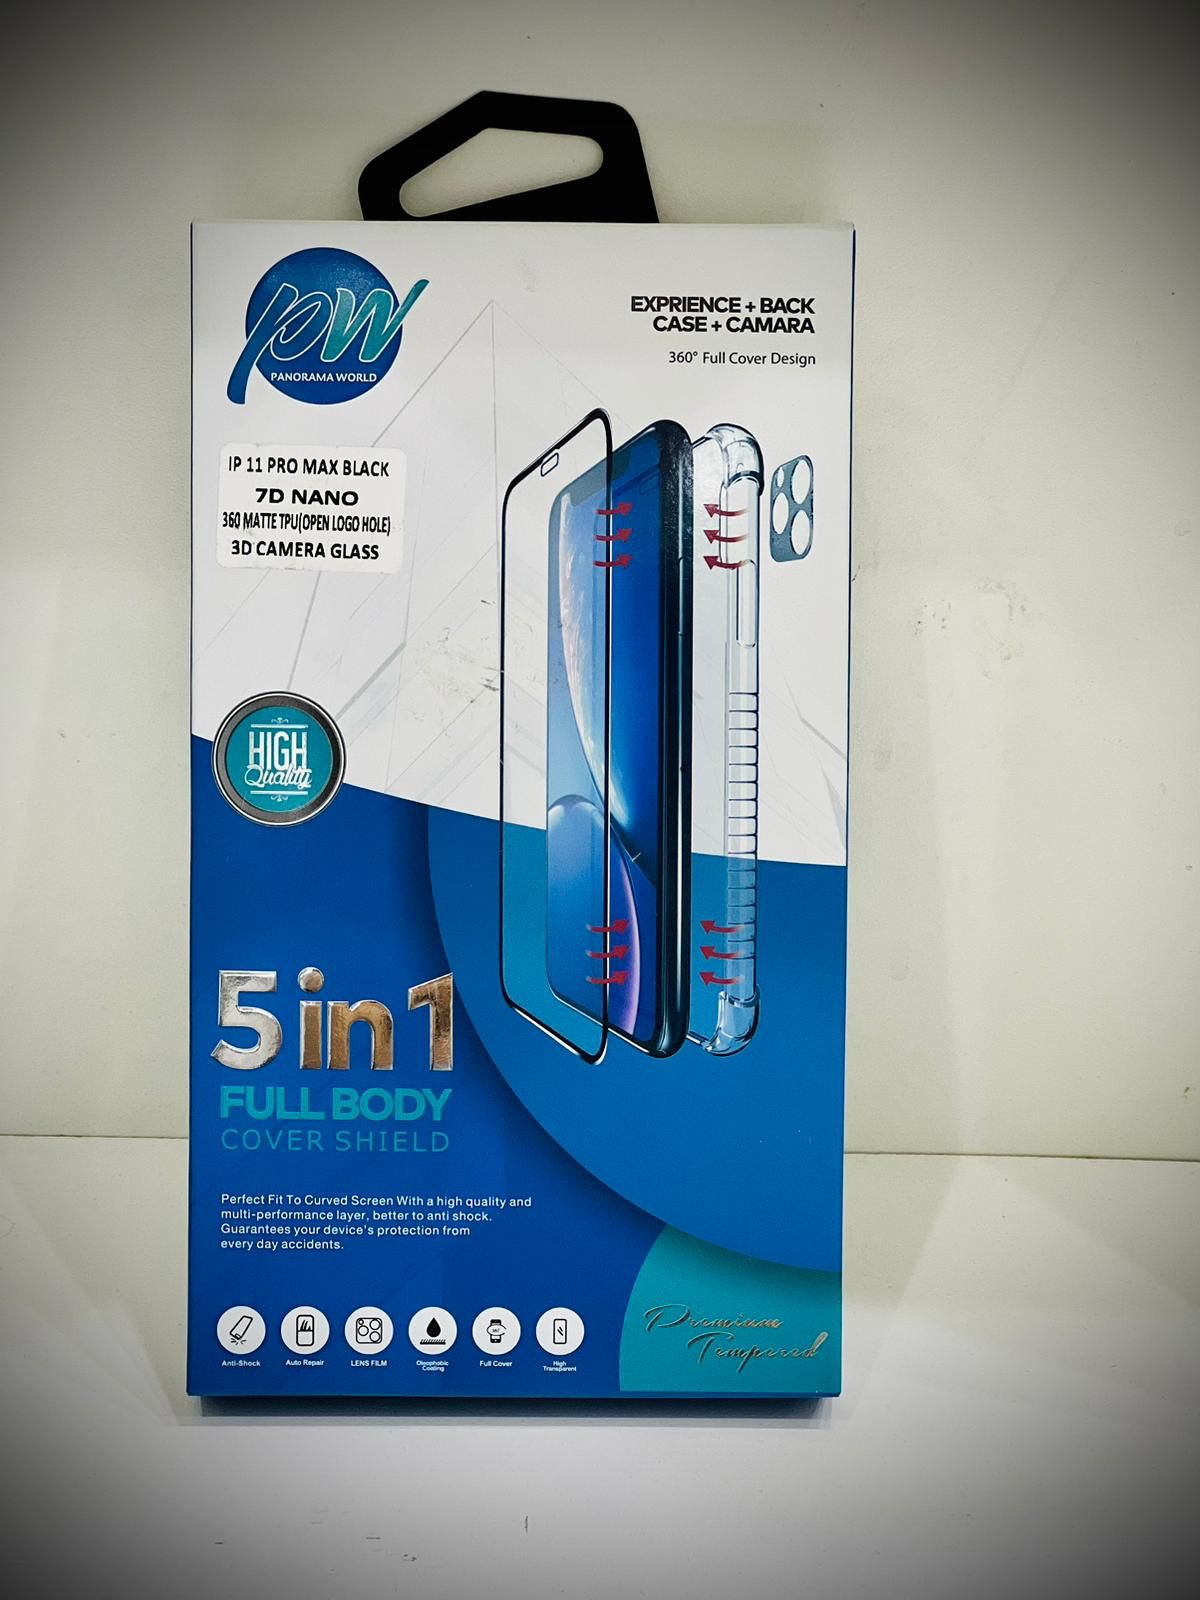 pw
PANORAMA WORLD
EXPRIENCE + BACK
CASE + CAMARA
360° Full Cover Design
IP 11 PRO MAX BLACK
7D NANO
360 MATTE TPU(OPEN LOGO HOLE)
3D CAMERA GLASS
HIGH
Quality
5in1
FULL BODY
COVER SHIELD
Perfect Fit To Curved Screen With a high quality and
multi-performance layer, better to anti shock.
Guarantees your device's protection from
every day accidents.
Anti-Shock
Auto Repair
LENS FILM
Oleophobic
Coating
Full Cover
High
Transparent
Premium
Tempered